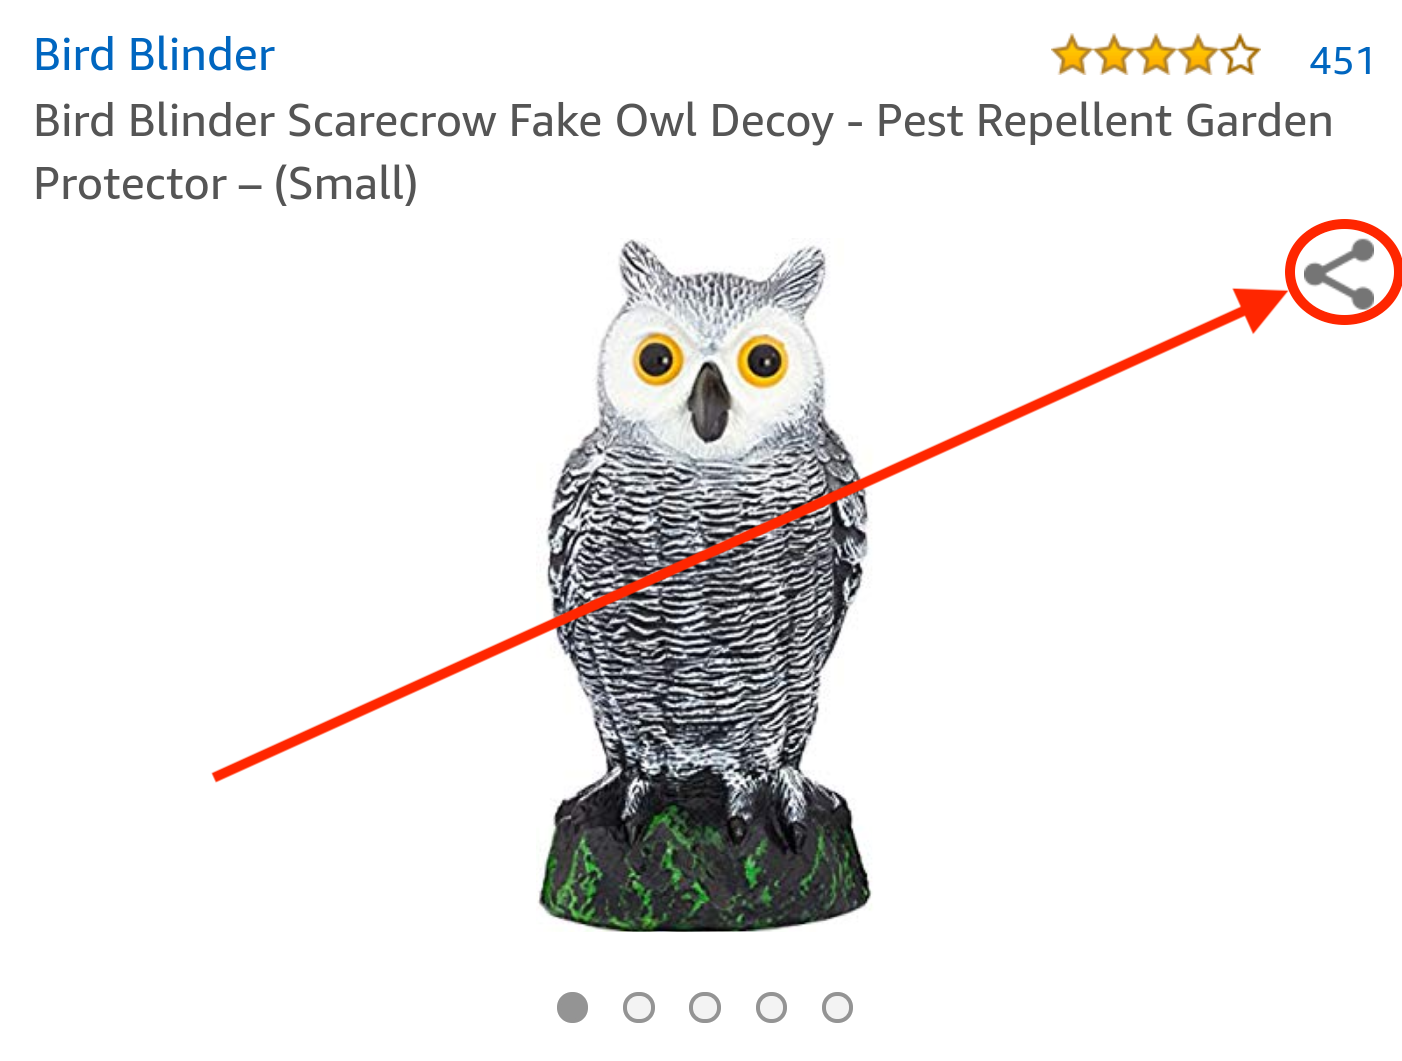 Bird Blinder
451
Bird Blinder Scarecrow Fake Owl Decoy - Pest Repellent Garden
Protector – (Small)